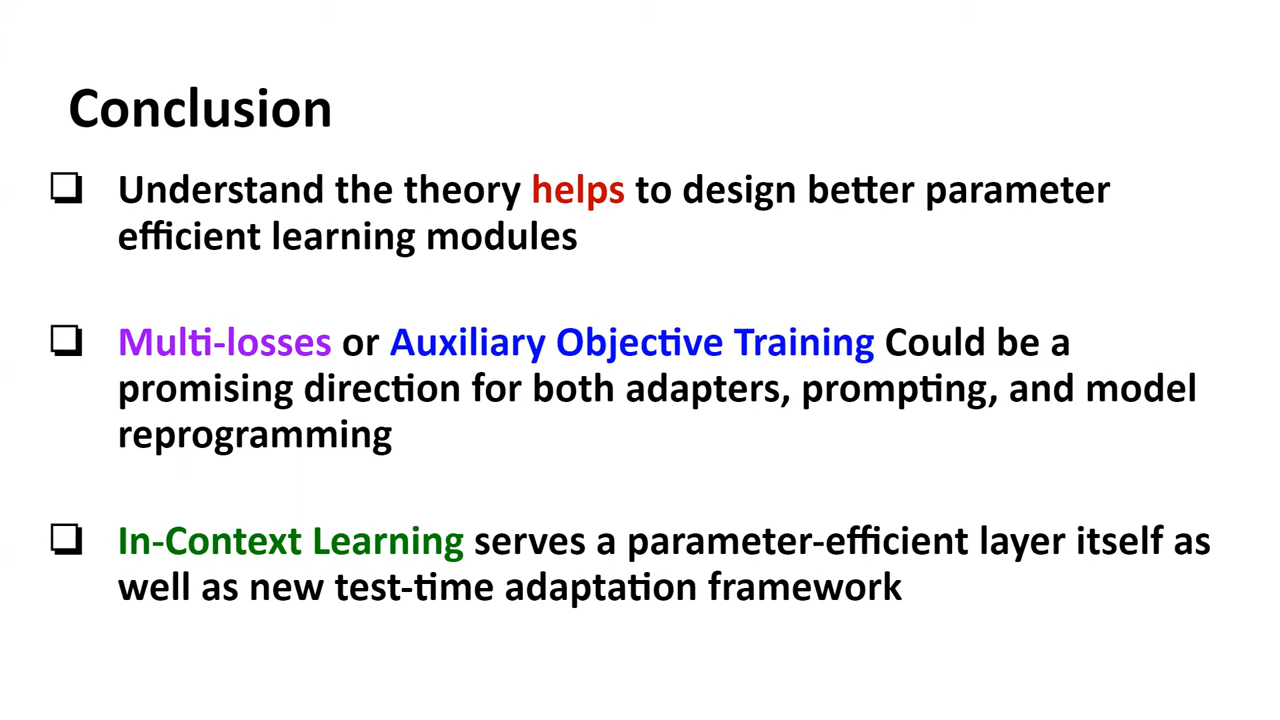 Conclusion
❑ Understand the theory helps to design better parameter
efficient learning modules
❑ Multi-losses or Auxiliary Objective Training Could be a
promising direction for both adapters, prompting, and model
reprogramming
❑ In-Context Learning serves a parameter-efficient layer itself as
well as new test-time adaptation framework